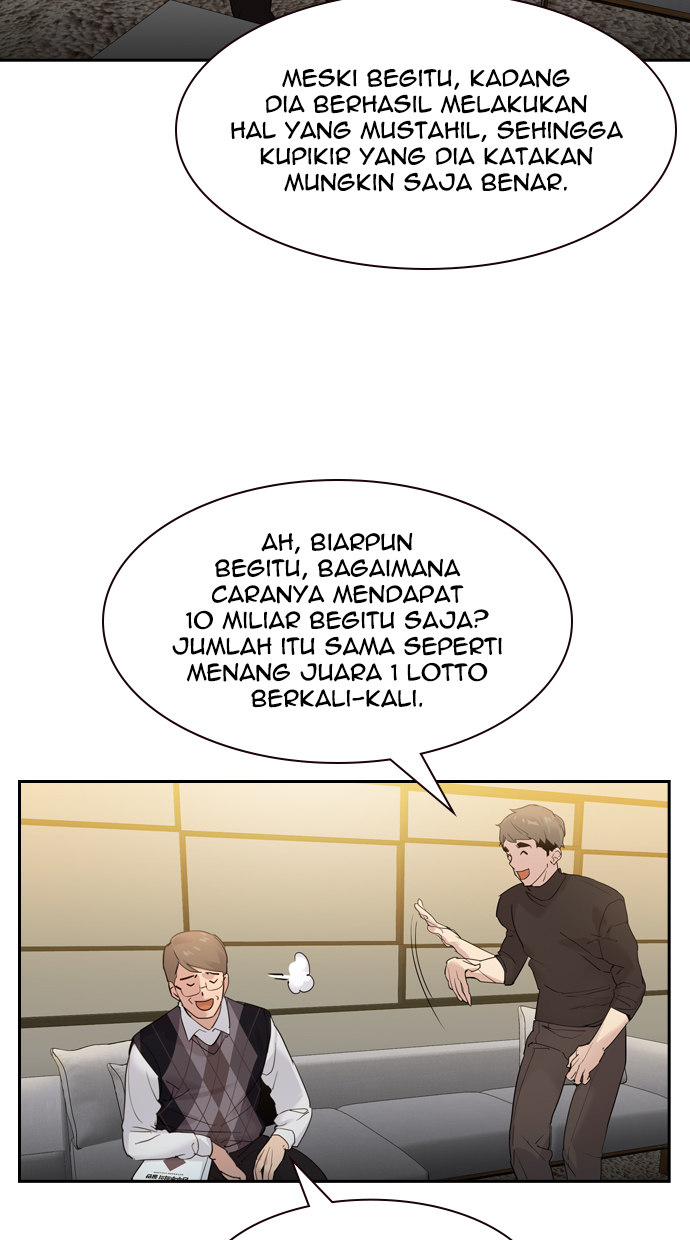 MESKI BEGITU, KADANG
DIA BERHASIL MELAKUKAN
HAL YANG MUSTAHIL, SEHINGGA
KUPIKIR YANG DIA KATAKAN
MUNGKIN SAJA BENAR.
AH, BIARPUN
BEGITU, BAGAIMANA
CARANYA MENDAPAT
10 MILIAR BEGITU SAJA?
JUMLAH ITU SAMA SEPERTI
MENANG JUARA 1 LOTTO
BERKALI-KALI.